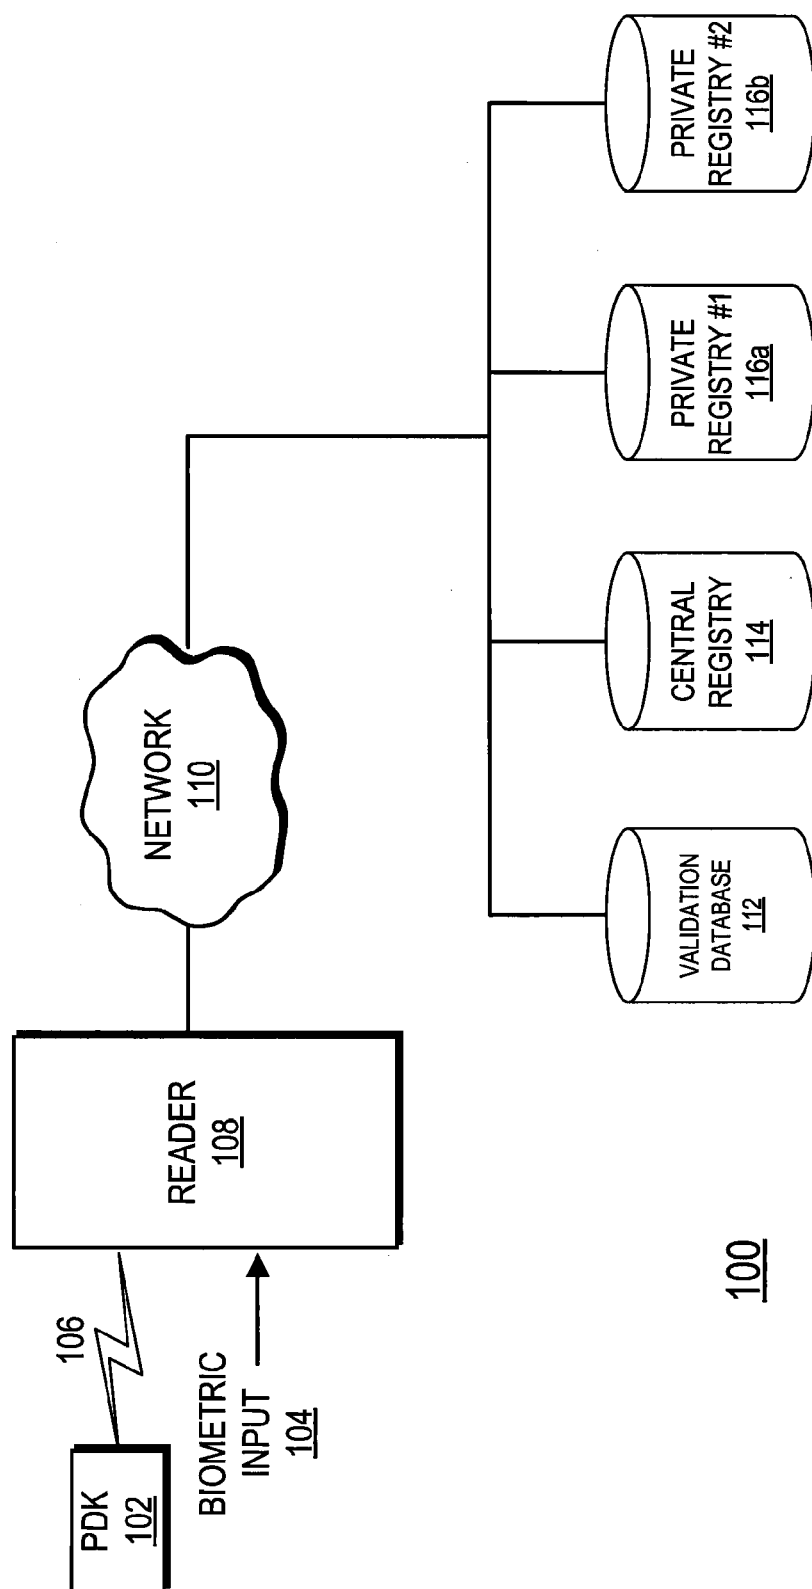 PDK
102
106
BIOMETRIC
INPUT
104
READER
108
NETWORK
110
VALIDATION
DATABASE
112
CENTRAL
REGISTRY
114
PRIVATE
REGISTRY #1
116a
PRIVATE
REGISTRY #2
116b
100